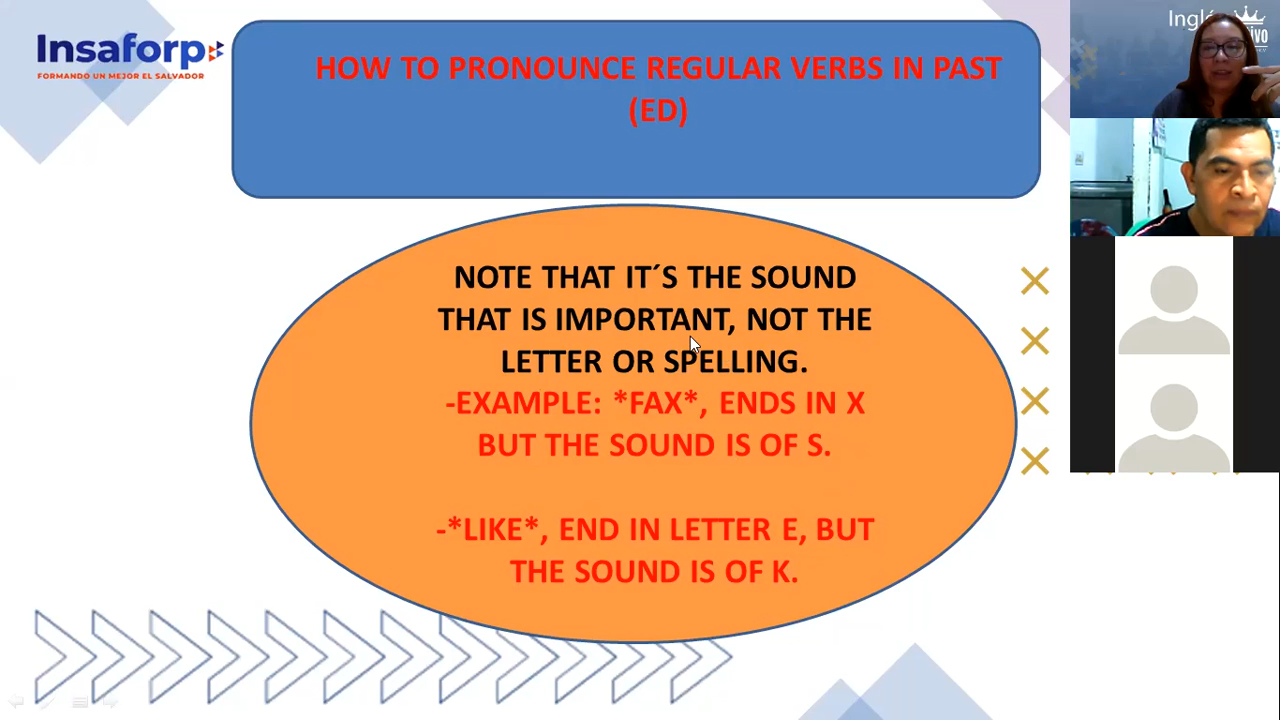 Insaforp
FORMANDO UN MEJOR EL SALVADOR
HOW TO PRONOUNCE REGULAR VERBS IN PAST
(ED)
NOTE THAT IT´S THE SOUND
THAT IS IMPORTANT, NOT THE
LETTER OR SPELLING.
-EXAMPLE: *FAX*, ENDS IN X
BUT THE SOUND IS OF S.
-*LIKE*, END IN LETTER E, BUT
THE SOUND IS OF K.